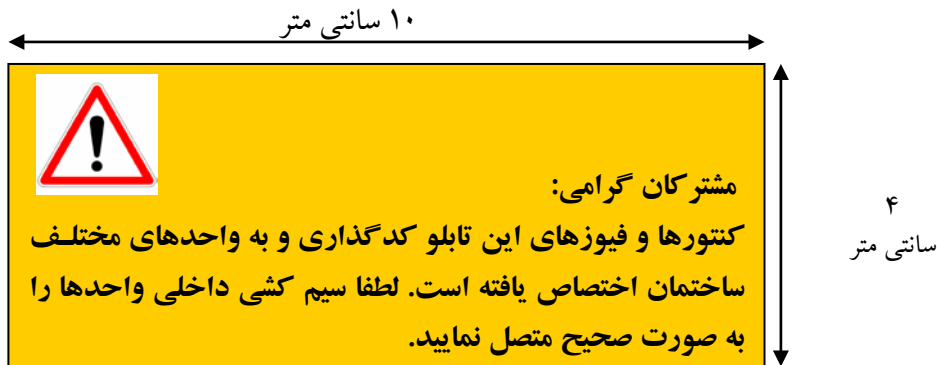 ۱۰ سانتی متر
مشترکان گرامی:
کنتورها و فیوزهای این تابلو کدگذاری و به واحدهای مختلـف
ساختمان اختصاص یافته است. لطفا سیم کشی داخلی واحدها را
به صورت صحیح متصل نمایید.
۴
سانتی متر